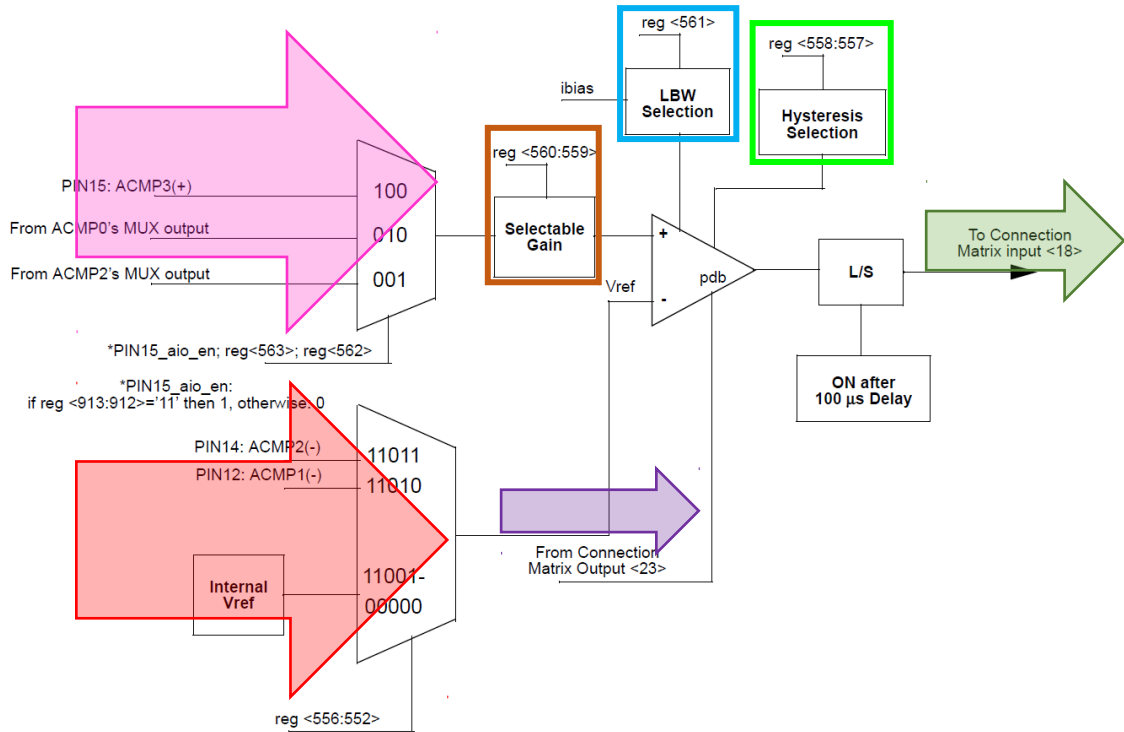 reg <561>
reg <558:557>
ibias
LBW
Selection
Hysteresis
Selection
reg <560:559>
PIN15: ACMP3(+)
100
From ACMP0's MUX output
010
Selectable
Gain
+
From ACMP2's MUX output
001
Vref
-
pdb
L/S
To Connection
Matrix input <18>
*PIN15_aio_en; reg<563>; reg<562>
*PIN15_aio_en:
if reg <913:912>='11' then 1, otherwise: 0
ON after
100 µs Delay
PIN14: ACMP2(-)
11011
PIN12: ACMP1(-)
11010
From Connection
Matrix Output <23>
Internal
Vref
11001-
00000
reg <556:552>